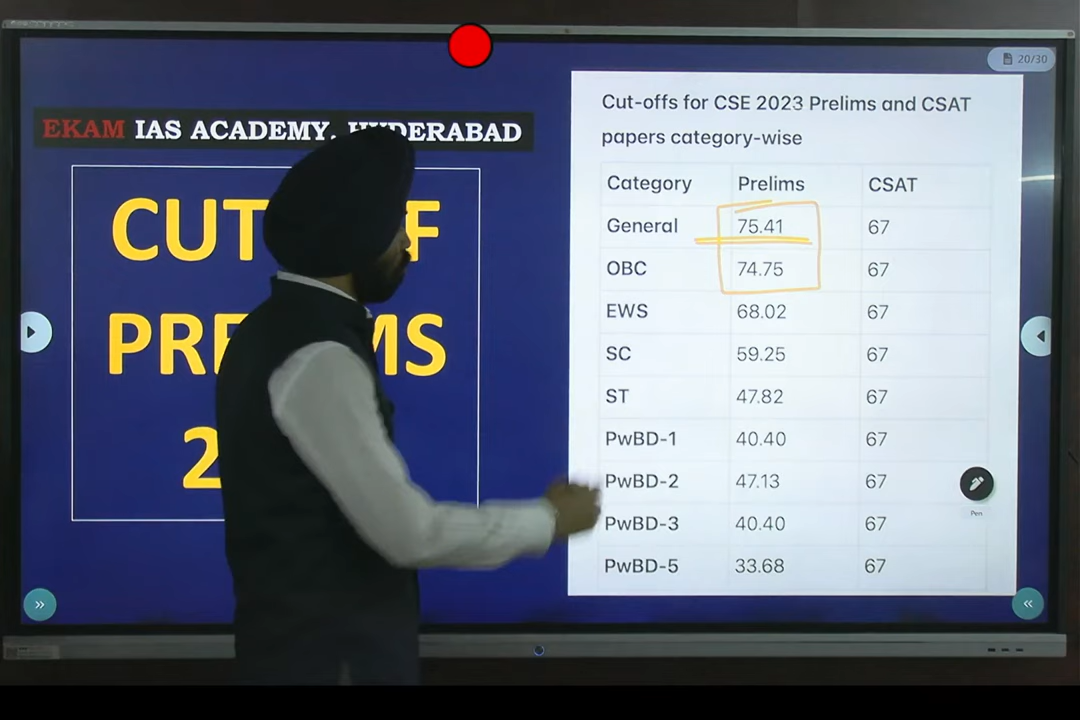 20/30
EKAM IAS ACADEMY, HYDERABAD
CUT F
PRE MS
2
Cut-offs for CSE 2023 Prelims and CSAT
papers category-wise
Category Prelims CSAT
General 75.41 67
OBC 74.75 67
EWS 68.02 67
SC 59.25 67
ST 47.82 67
PwBD-1 40.40 67
PwBD-2 47.13 67
PwBD-3 40.40 67
PwBD-5 33.68 67
Pen